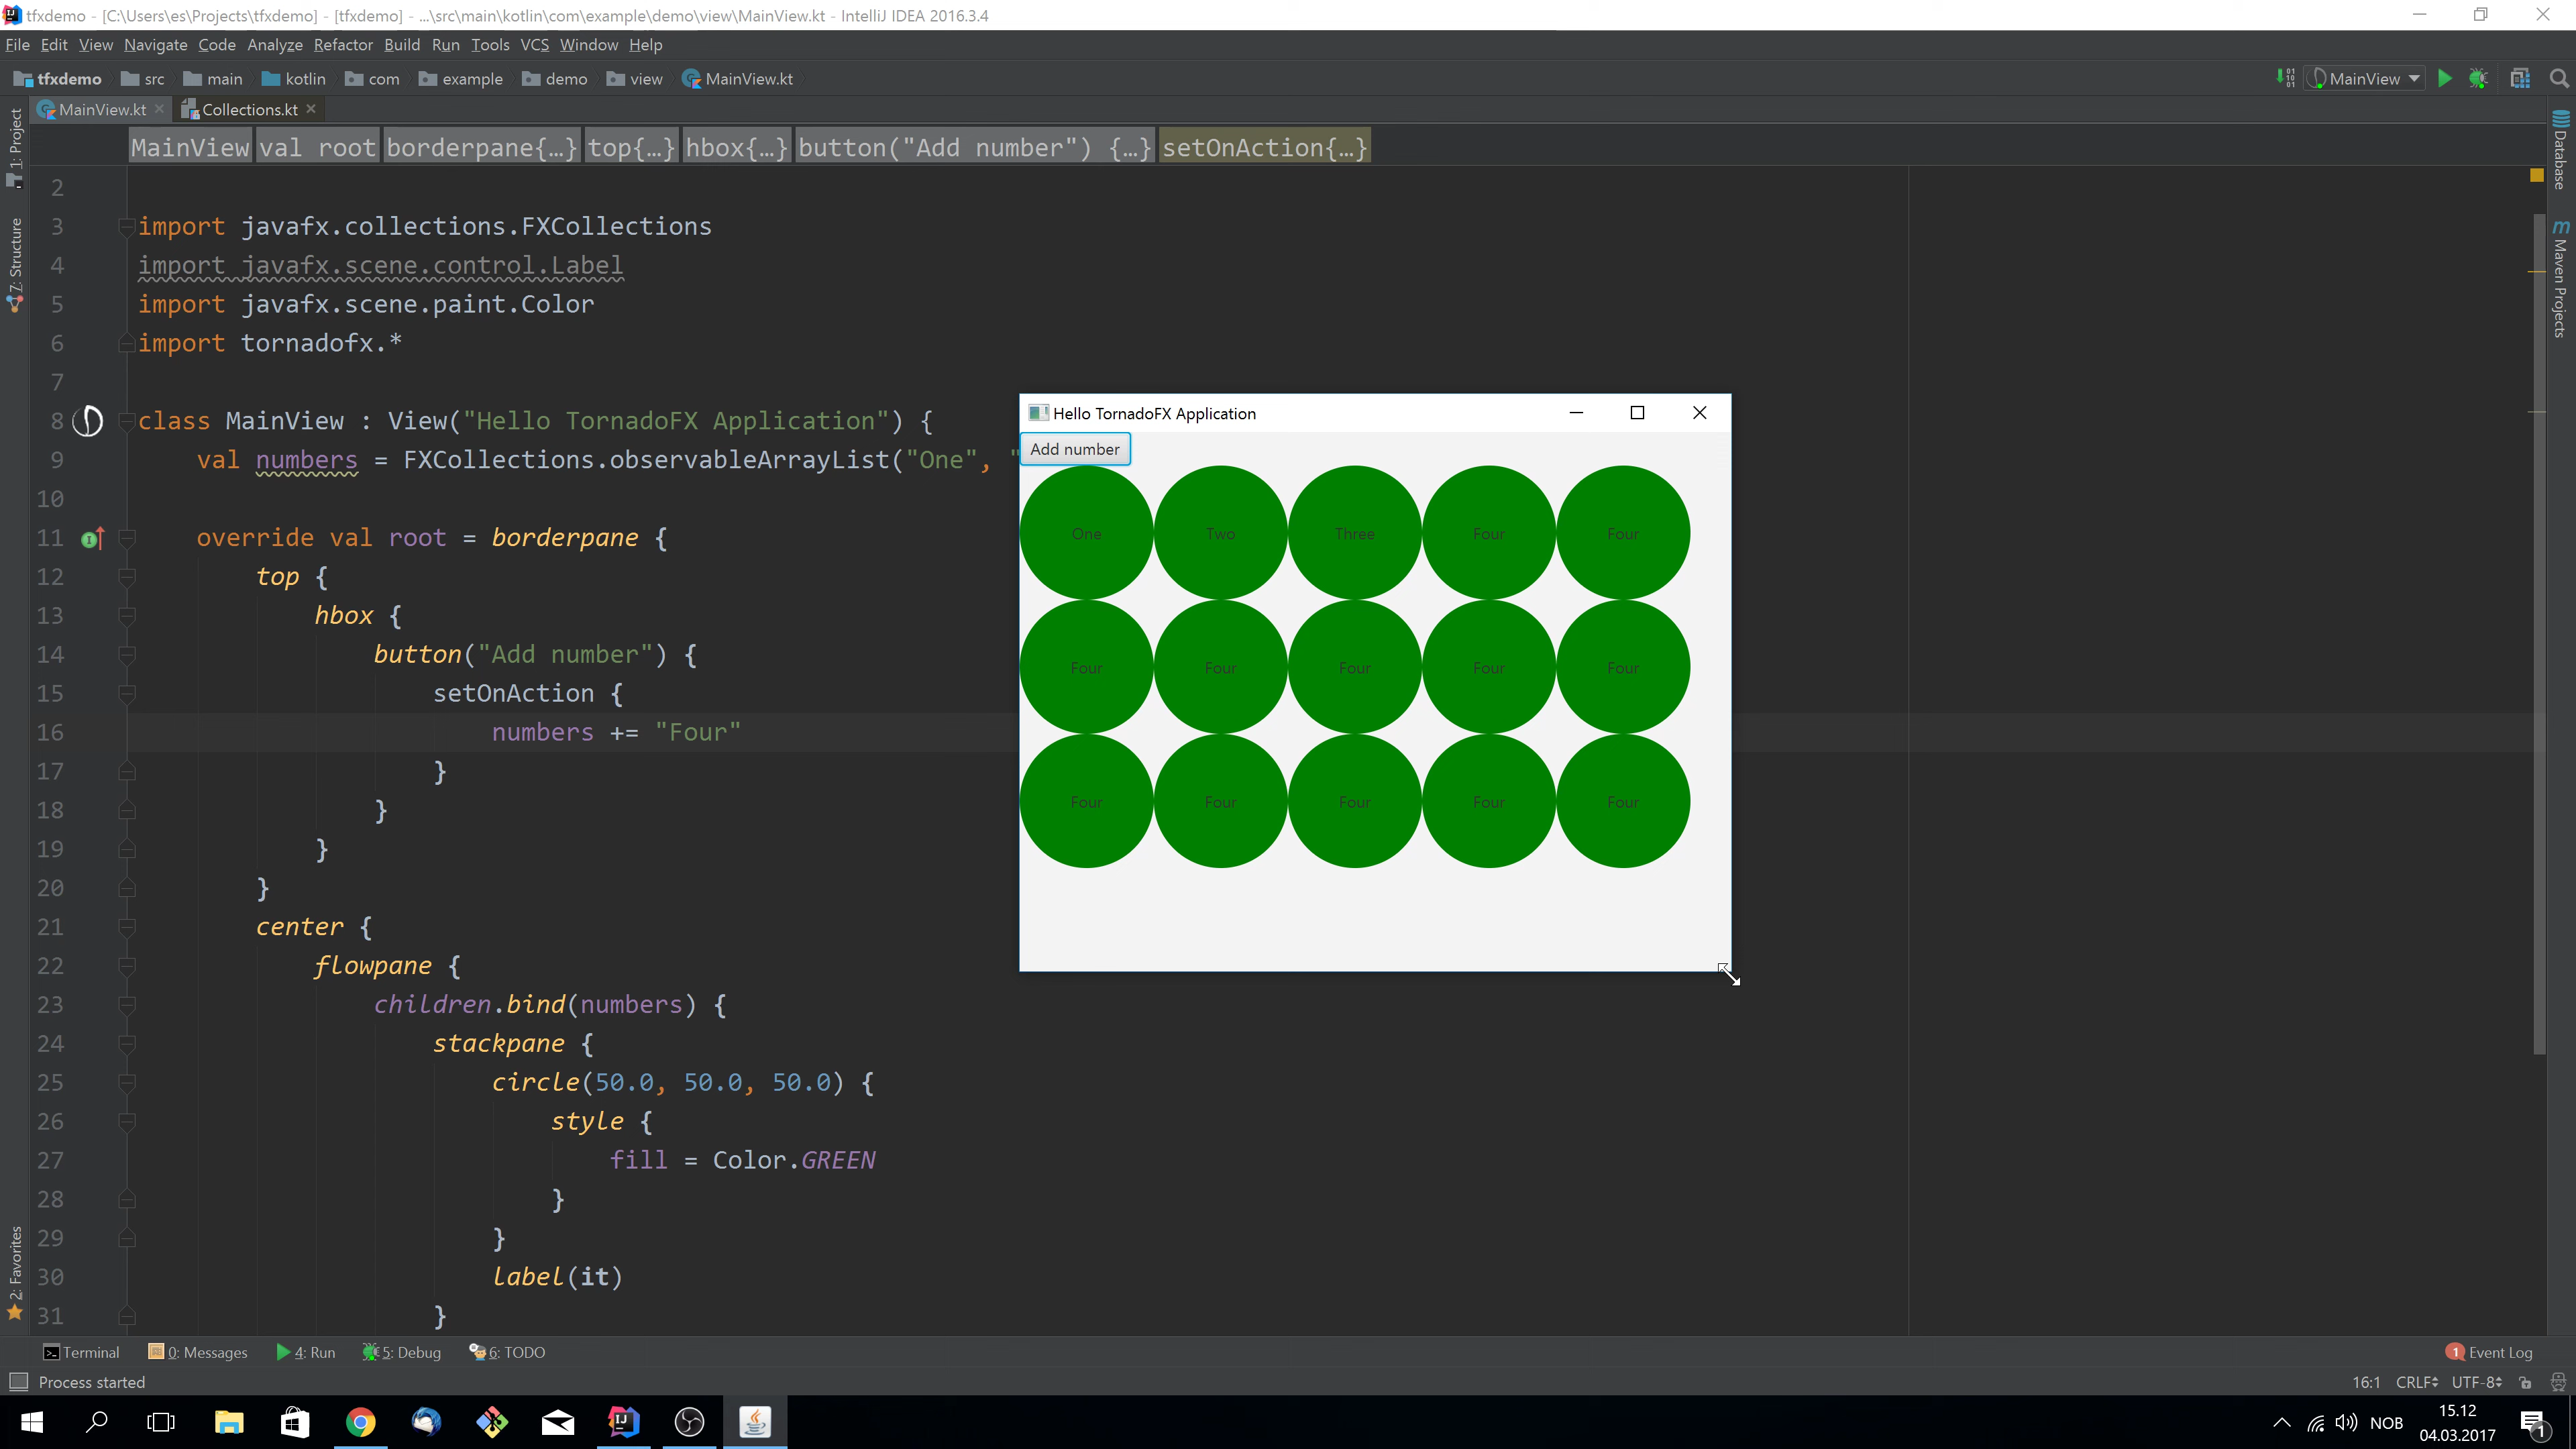 tfxdemo - [C:\Users\es\Projects\tfxdemo] - [tfxdemo] - ...\src\main\kotlin\com\example\demo\view\MainView.kt - IntelliJ IDEA 2016.3.4
File Edit View Navigate Code Analyze Refactor Build Run Tools VCS Window Help
tfxdemo src main kotlin com example demo view MainView.kt MainView
MainView.kt Collections.kt
MainView val root borderpane{…} top{…} hbox{…} button("Add number") {…} setOnAction{…}
1: Project
7: Structure
2: Favorites
Database
Maven Projects
2
3 import javafx.collections.FXCollections
4 import javafx.scene.control.Label
5 import javafx.scene.paint.Color
6 import tornadofx.*
7
8 class MainView : View("Hello TornadoFX Application") {
9 val numbers = FXCollections.observableArrayList("One", "
10
11 override val root = borderpane {
12 top {
13 hbox {
14 button("Add number") {
15 setOnAction {
16 numbers += "Four"
17 }
18 }
19 }
20 }
21 center {
22 flowpane {
23 children.bind(numbers) {
24 stackpane {
25 circle(50.0, 50.0, 50.0) {
26 style {
27 fill = Color.GREEN
28 }
29 }
30 label(it)
31 }
Hello TornadoFX Application
Add number
One Two Three Four Four
Four Four Four Four Four
Four Four Four Four Four
Terminal 0: Messages 4: Run 5: Debug 6: TODO 1 Event Log
Process started 16:1 CRLF UTF-8
NOB 15.12
04.03.2017 1